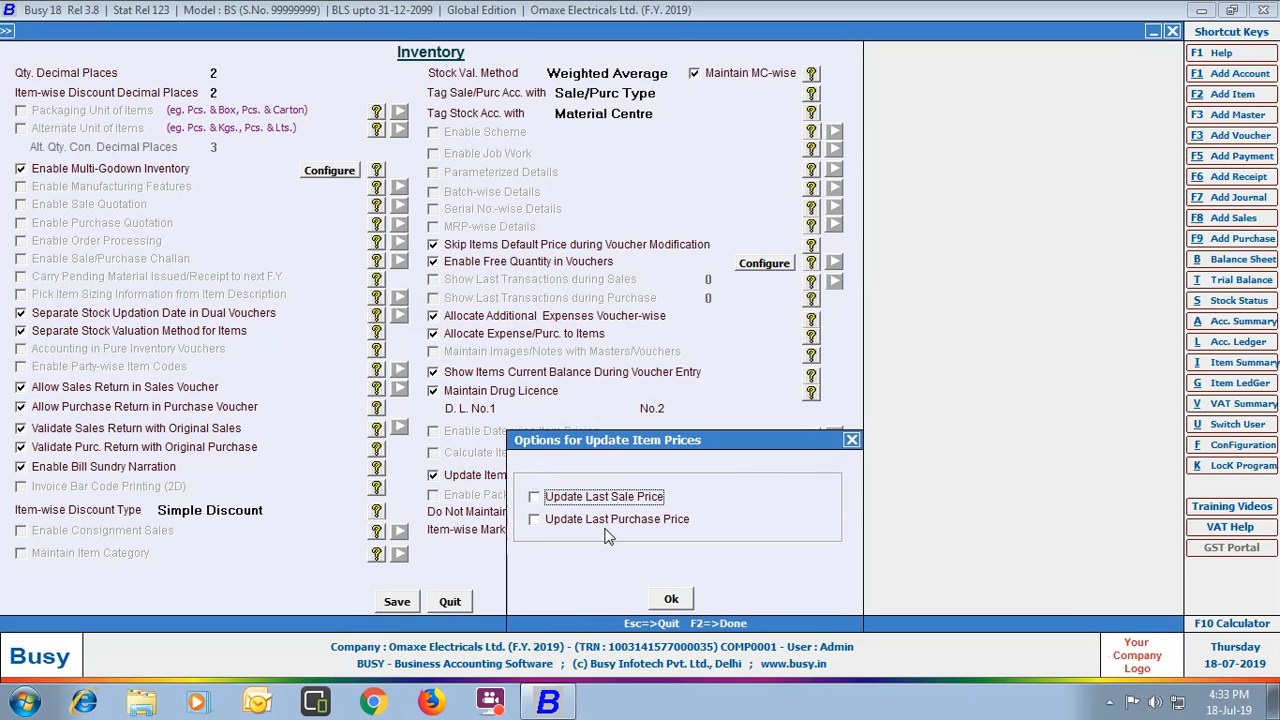 Busy 18 Rel 3.8 | Stat Rel 123 | Model : BS (S.No. 99999999) | BLS upto 31-12-2099 | Global Edition | Omaxe Electricals Ltd. (F.Y. 2019)
>>
Inventory
Qty. Decimal Places 2
Item-wise Discount Decimal Places 2
Packaging Unit of Items (eg. Pcs. & Box, Pcs. & Carton) ?
Alternate Unit of Items (eg. Pcs. & Kgs., Pcs. & Lts.) ?
Alt. Qty. Con. Decimal Places 3
Enable Multi-Godown Inventory Configure ?
Enable Manufacturing Features ?
Enable Sale Quotation ?
Enable Purchase Quotation ?
Enable Order Processing ?
Enable Sale/Purchase Challan ?
Carry Pending Material Issued/Receipt to next F.Y. ?
Pick Item Sizing Information from Item Description ?
Separate Stock Updation Date in Dual Vouchers ?
Separate Stock Valuation Method for Items ?
Accounting in Pure Inventory Vouchers ?
Enable Party-wise Item Codes ?
Allow Sales Return in Sales Voucher ?
Allow Purchase Return in Purchase Voucher ?
Validate Sales Return with Original Sales ?
Validate Purc. Return with Original Purchase ?
Enable Bill Sundry Narration ?
Invoice Bar Code Printing (2D) ?
Item-wise Discount Type Simple Discount
Enable Consignment Sales ?
Maintain Item Category ?
Save Quit
Stock Val. Method Weighted Average Maintain MC-wise ?
Tag Sale/Purc Acc. with Sale/Purc Type ?
Tag Stock Acc. with Material Centre ?
Enable Scheme
Enable Job Work ?
Parameterized Details ?
Batch-wise Details ?
Serial No.-wise Details ?
MRP-wise Details ?
Skip Items Default Price during Voucher Modification ?
Enable Free Quantity in Vouchers Configure ?
Show Last Transactions during Sales 0 ?
Show Last Transactions during Purchase 0 ?
Allocate Additional Expenses Voucher-wise ?
Allocate Expense/Purc. to Items ?
Maintain Images/Notes with Masters/Vouchers ?
Show Items Current Balance During Voucher Entry ?
Maintain Drug Licence ?
D. L. No.1 No.2
Calculate Item
Update Item
Enable Pac
Do Not Maintain
Item-wise Mark
Options for Update Item Prices
Update Last Sale Price
Update Last Purchase Price
Ok
Esc=>Quit F2=>Done
Shortcut Keys
F1 Help
F1 Add Account
F2 Add Item
F3 Add Master
F3 Add Voucher
F5 Add Payment
F6 Add Receipt
F7 Add Journal
F8 Add Sales
F9 Add Purchase
B Balance Sheet
T Trial Balance
S Stock Status
A Acc. Summary
L Acc. Ledger
I Item Summary
G Item LedGer
V VAT Summary
U Switch User
F ConFiguration
K LocK Program
Training Videos
VAT Help
GST Portal
F10 Calculator
Busy
Company : Omaxe Electricals Ltd. (F.Y. 2019) - (TRN : 1003141577000035) COMP0001 - User : Admin
BUSY - Business Accounting Software ; (c) Busy Infotech Pvt. Ltd., Delhi ; www.busy.in
Your
Company
Logo
Thursday
18-07-2019
B
4:33 PM
18-Jul-19